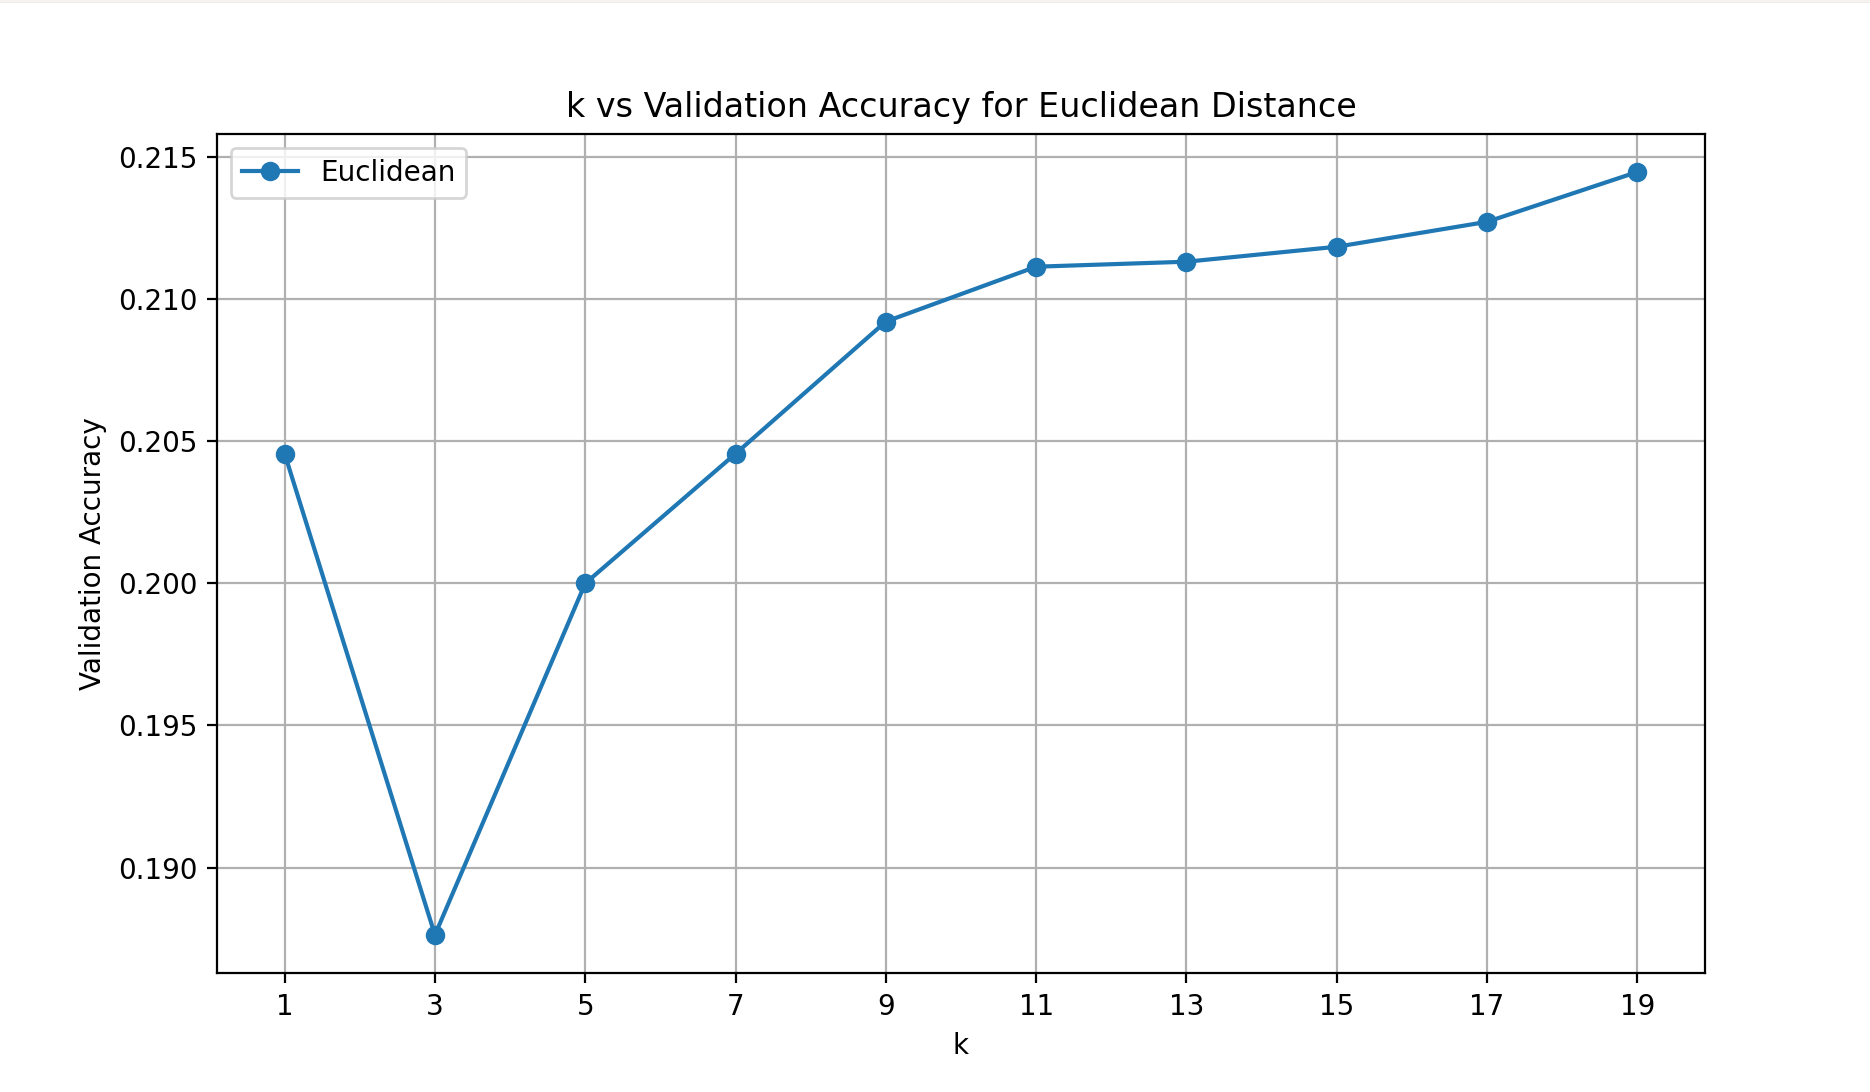 k vs Validation Accuracy for Euclidean Distance
Euclidean
Validation Accuracy
0.215
0.210
0.205
0.200
0.195
0.190
1 3 5 7 9 11 13 15 17 19
k